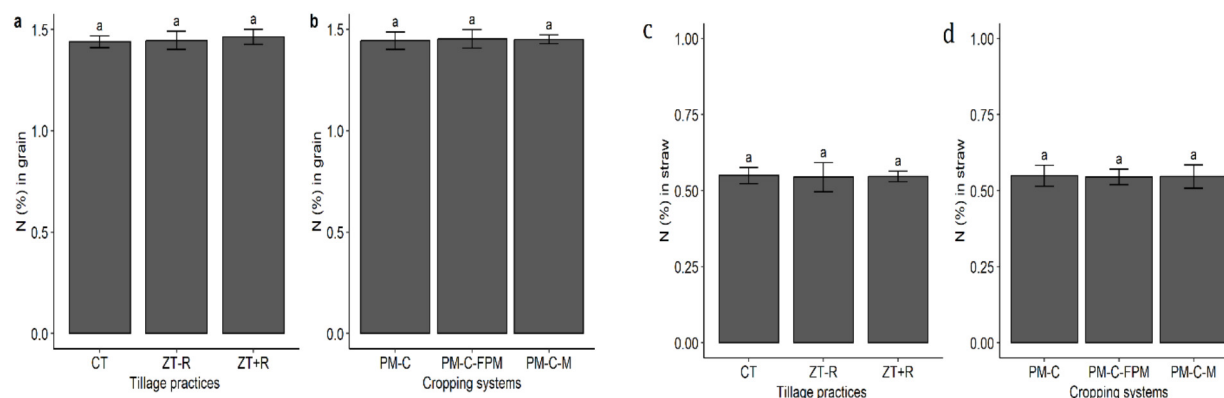 a
N (%) in grain
1.5
1.0
0.5
0.0
a a a
CT ZT-R ZT+R
Tillage practices
b
N (%) in grain
1.5
1.0
0.5
0.0
a a a
PM-C PM-C-FPM PM-C-M
Cropping systems
c
N (%) in straw
1.00
0.75
0.50
0.25
0.00
a a a
CT ZT-R ZT+R
Tillage practices
d
N (%) in straw
1.00
0.75
0.50
0.25
0.00
a a a
PM-C PM-C-FPM PM-C-M
Cropping systems